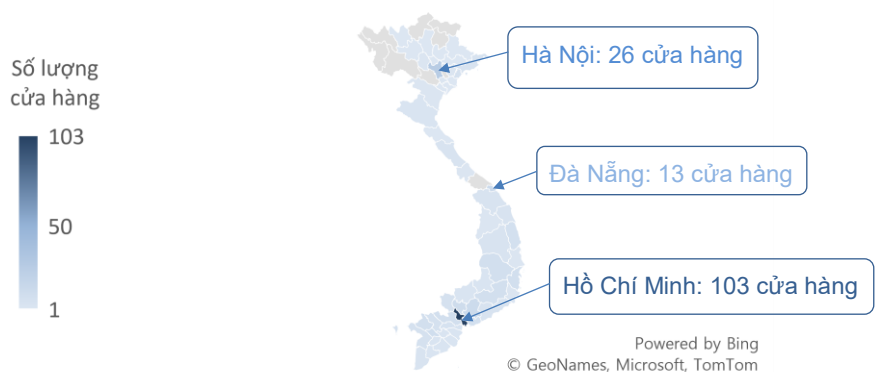 Hà Nội: 26 cửa hàng
Số lượng
cửa hàng
103
50
1
Đà Nẵng: 13 cửa hàng
Hồ Chí Minh: 103 cửa hàng
Powered by Bing
© GeoNames, Microsoft, TomTom